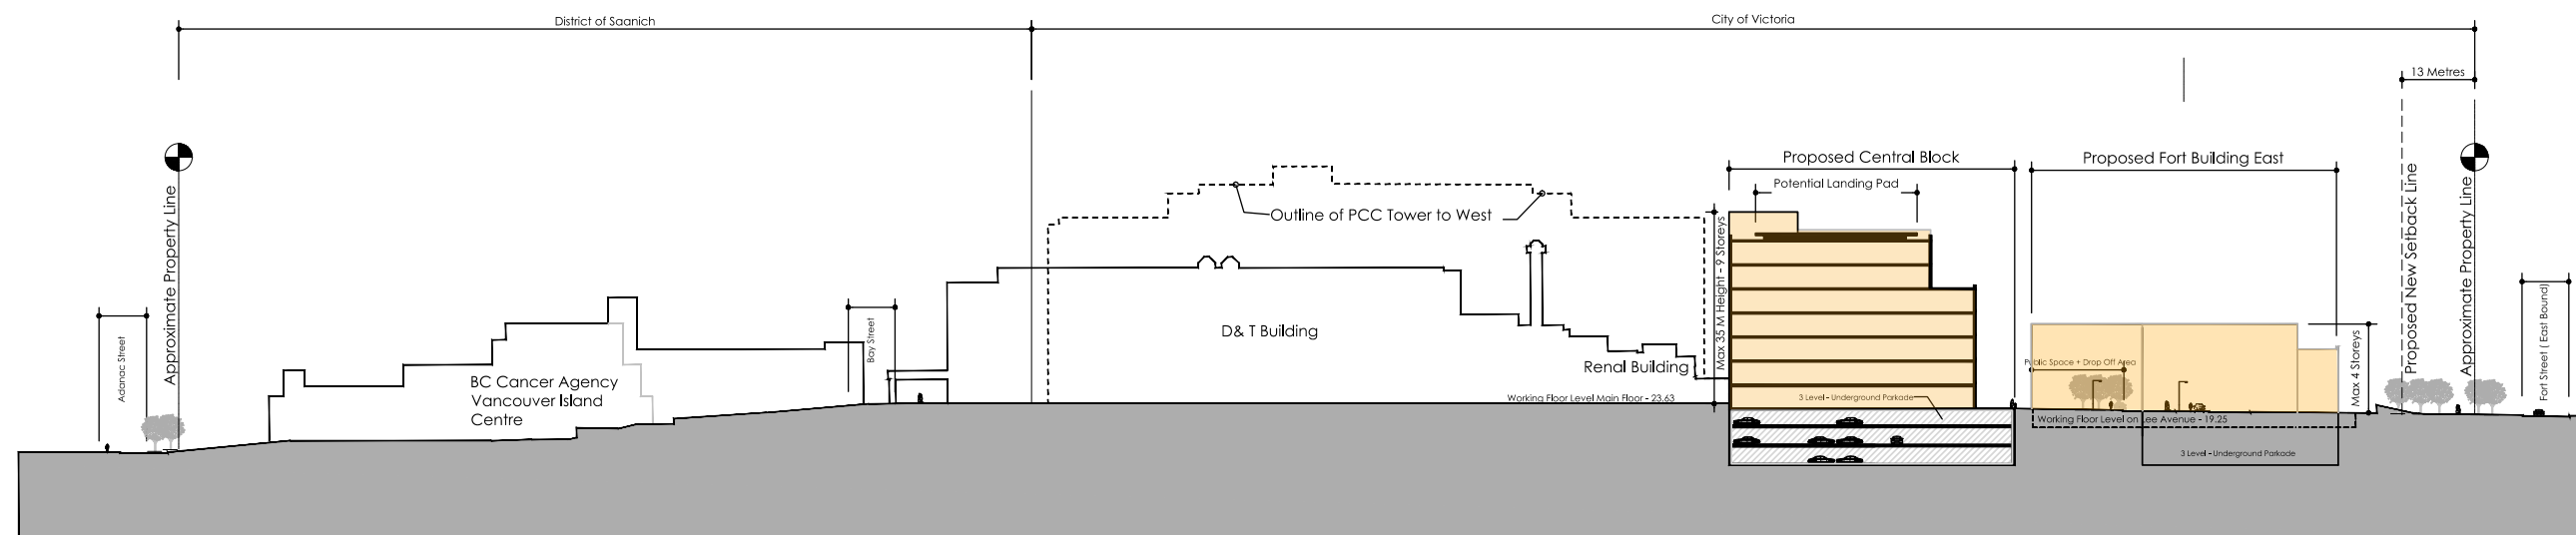 District of Saanich
City of Victoria
13 Metres
Proposed Central Block
Proposed Fort Building East
Potential Landing Pad
Outline of PCC Tower to West
Approximate Property Line
Proposed New Setback Line
Approximate Property Line
Adanac Street
Bay Street
Fort Street ( East Bound)
Max 35 M Height - 9 Storeys
Max 4 Storeys
D& T Building
Renal Building
BC Cancer Agency
Vancouver Island
Centre
Public Space + Drop Off Area
Working Floor Level Main Floor - 23.63
3 Level - Underground Parkade
Working Floor Level on Lee Avenue - 19.25
3 Level - Underground Parkade